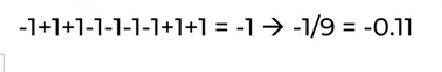 -1+1+1-1-1-1-1+1+1 = -1 → -1/9 = -0.11